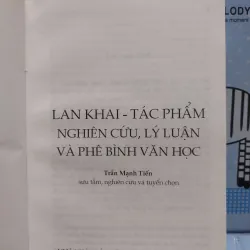 LODY
LAN KHAI - TÁC PHẨM
NGHIÊN CỨU, LÝ LUẬN
VÀ PHÊ BÌNH VĂN HỌC
Trần Mạnh Tiến
sưu tầm, nghiên cứu và tuyển chọn